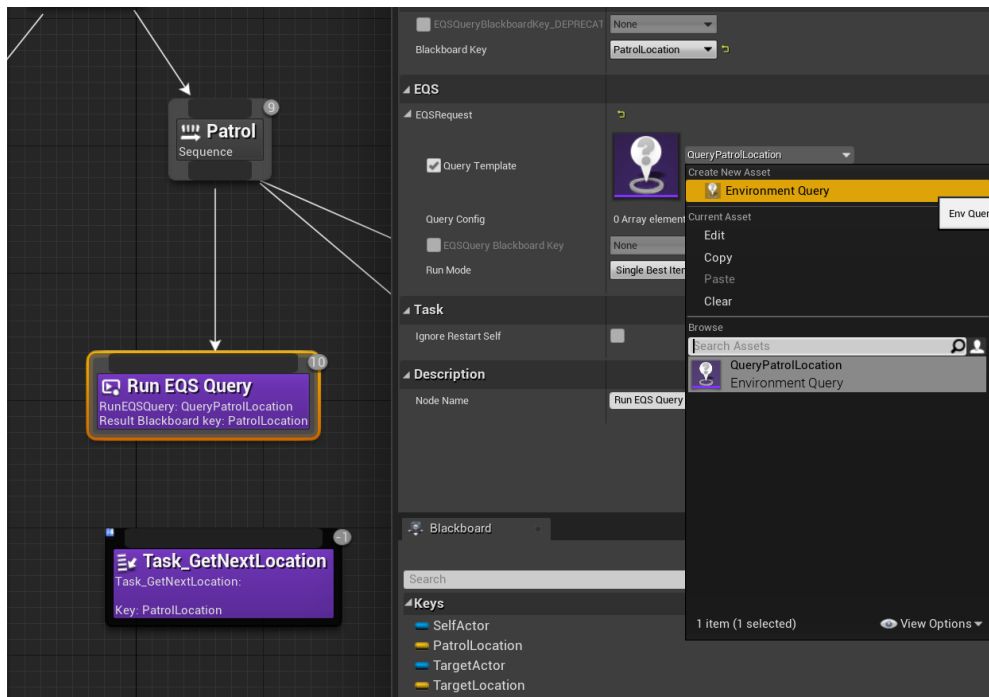 9
Patrol
Sequence
10
Run EQS Query
RunEQSQuery: QueryPatrolLocation
Result Blackboard key: PatrolLocation
-1
Task_GetNextLocation
Task_GetNextLocation:
Key: PatrolLocation
EQSQueryBlackboardKey_DEPRECAT
None
Blackboard Key
PatrolLocation
EQS
EQSRequest
Query Template
QueryPatrolLocation
Query Config
0 Array element
EQSQuery Blackboard Key
None
Run Mode
Single Best Iter
Task
Ignore Restart Self
Description
Node Name
Run EQS Query
Create New Asset
Environment Query
Env Quer
Current Asset
Edit
Copy
Paste
Clear
Browse
Search Assets
QueryPatrolLocation
Environment Query
1 item (1 selected)
View Options
Blackboard
Search
Keys
SelfActor
PatrolLocation
TargetActor
TargetLocation